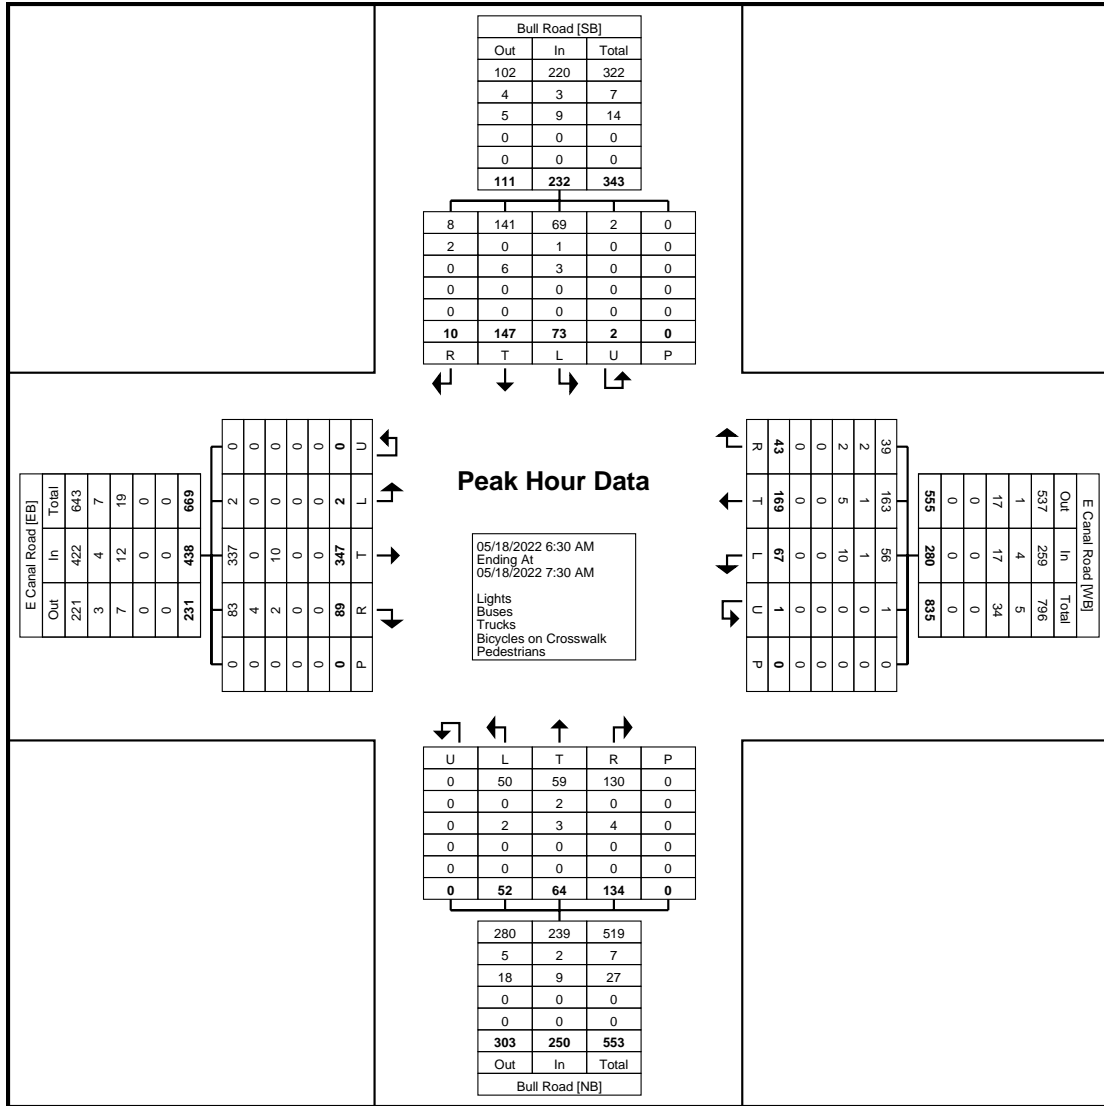 Bull Road [SB]
Out In Total
102 220 322
4 3 7
5 9 14
0 0 0
0 0 0
111 232 343
8 141 69 2 0
2 0 1 0 0
0 6 3 0 0
0 0 0 0 0
0 0 0 0 0
10 147 73 2 0
R T L U P
E Canal Road [EB]
Total In Out
643 422 221
7 4 3
19 12 7
0 0 0
0 0 0
669 438 231
0 2 337 83 0
0 0 0 4 0
0 0 10 2 0
0 0 0 0 0
0 0 0 0 0
0 2 347 89 0
U L T R P
Peak Hour Data
05/18/2022 6:30 AM
Ending At
05/18/2022 7:30 AM
Lights
Buses
Trucks
Bicycles on Crosswalk
Pedestrians
E Canal Road [WB]
Out In Total
537 259 796
1 4 5
17 17 34
0 0 0
0 0 0
555 280 835
39 163 56 1 0
2 1 1 0 0
2 5 10 0 0
0 0 0 0 0
0 0 0 0 0
43 169 67 1 0
R T L U P
U L T R P
0 50 59 130 0
0 0 2 0 0
0 2 3 4 0
0 0 0 0 0
0 0 0 0 0
0 52 64 134 0
280 239 519
5 2 7
18 9 27
0 0 0
0 0 0
303 250 553
Out In Total
Bull Road [NB]